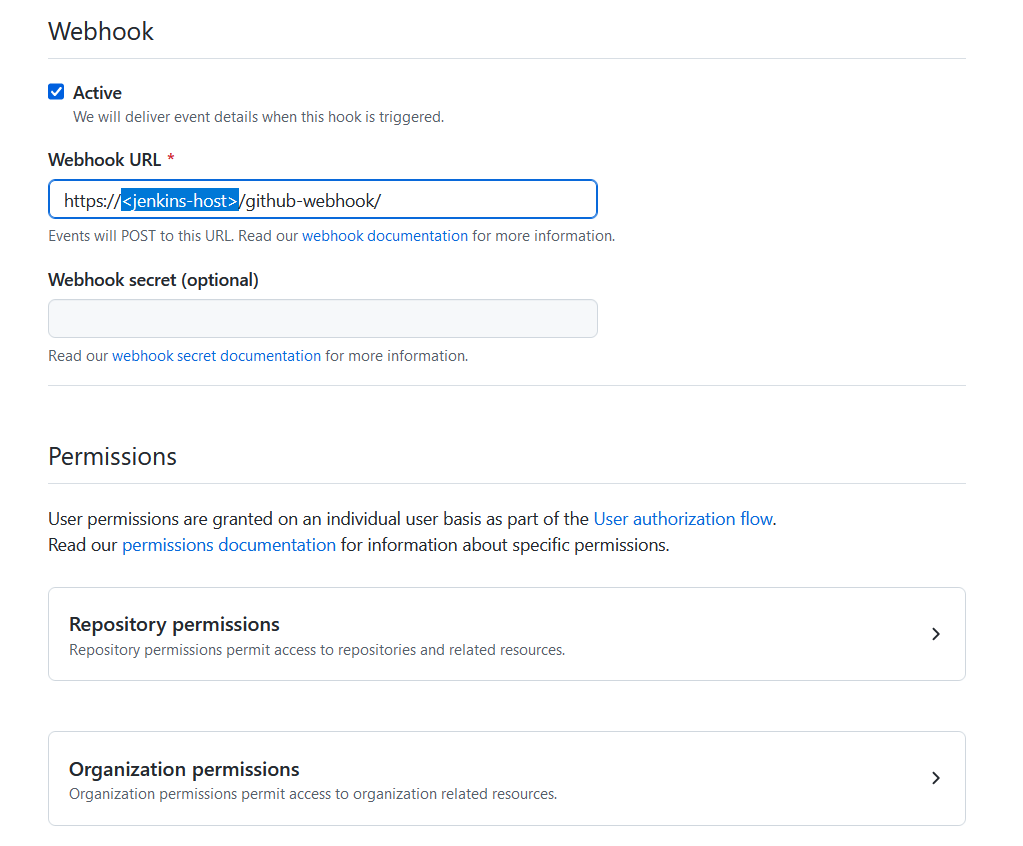 Webhook
Active
We will deliver event details when this hook is triggered.
Webhook URL *
https://<jenkins-host>/github-webhook/
Events will POST to this URL. Read our webhook documentation for more information.
Webhook secret (optional)
Read our webhook secret documentation for more information.
Permissions
User permissions are granted on an individual user basis as part of the User authorization flow.
Read our permissions documentation for information about specific permissions.
Repository permissions
Repository permissions permit access to repositories and related resources.
Organization permissions
Organization permissions permit access to organization related resources.